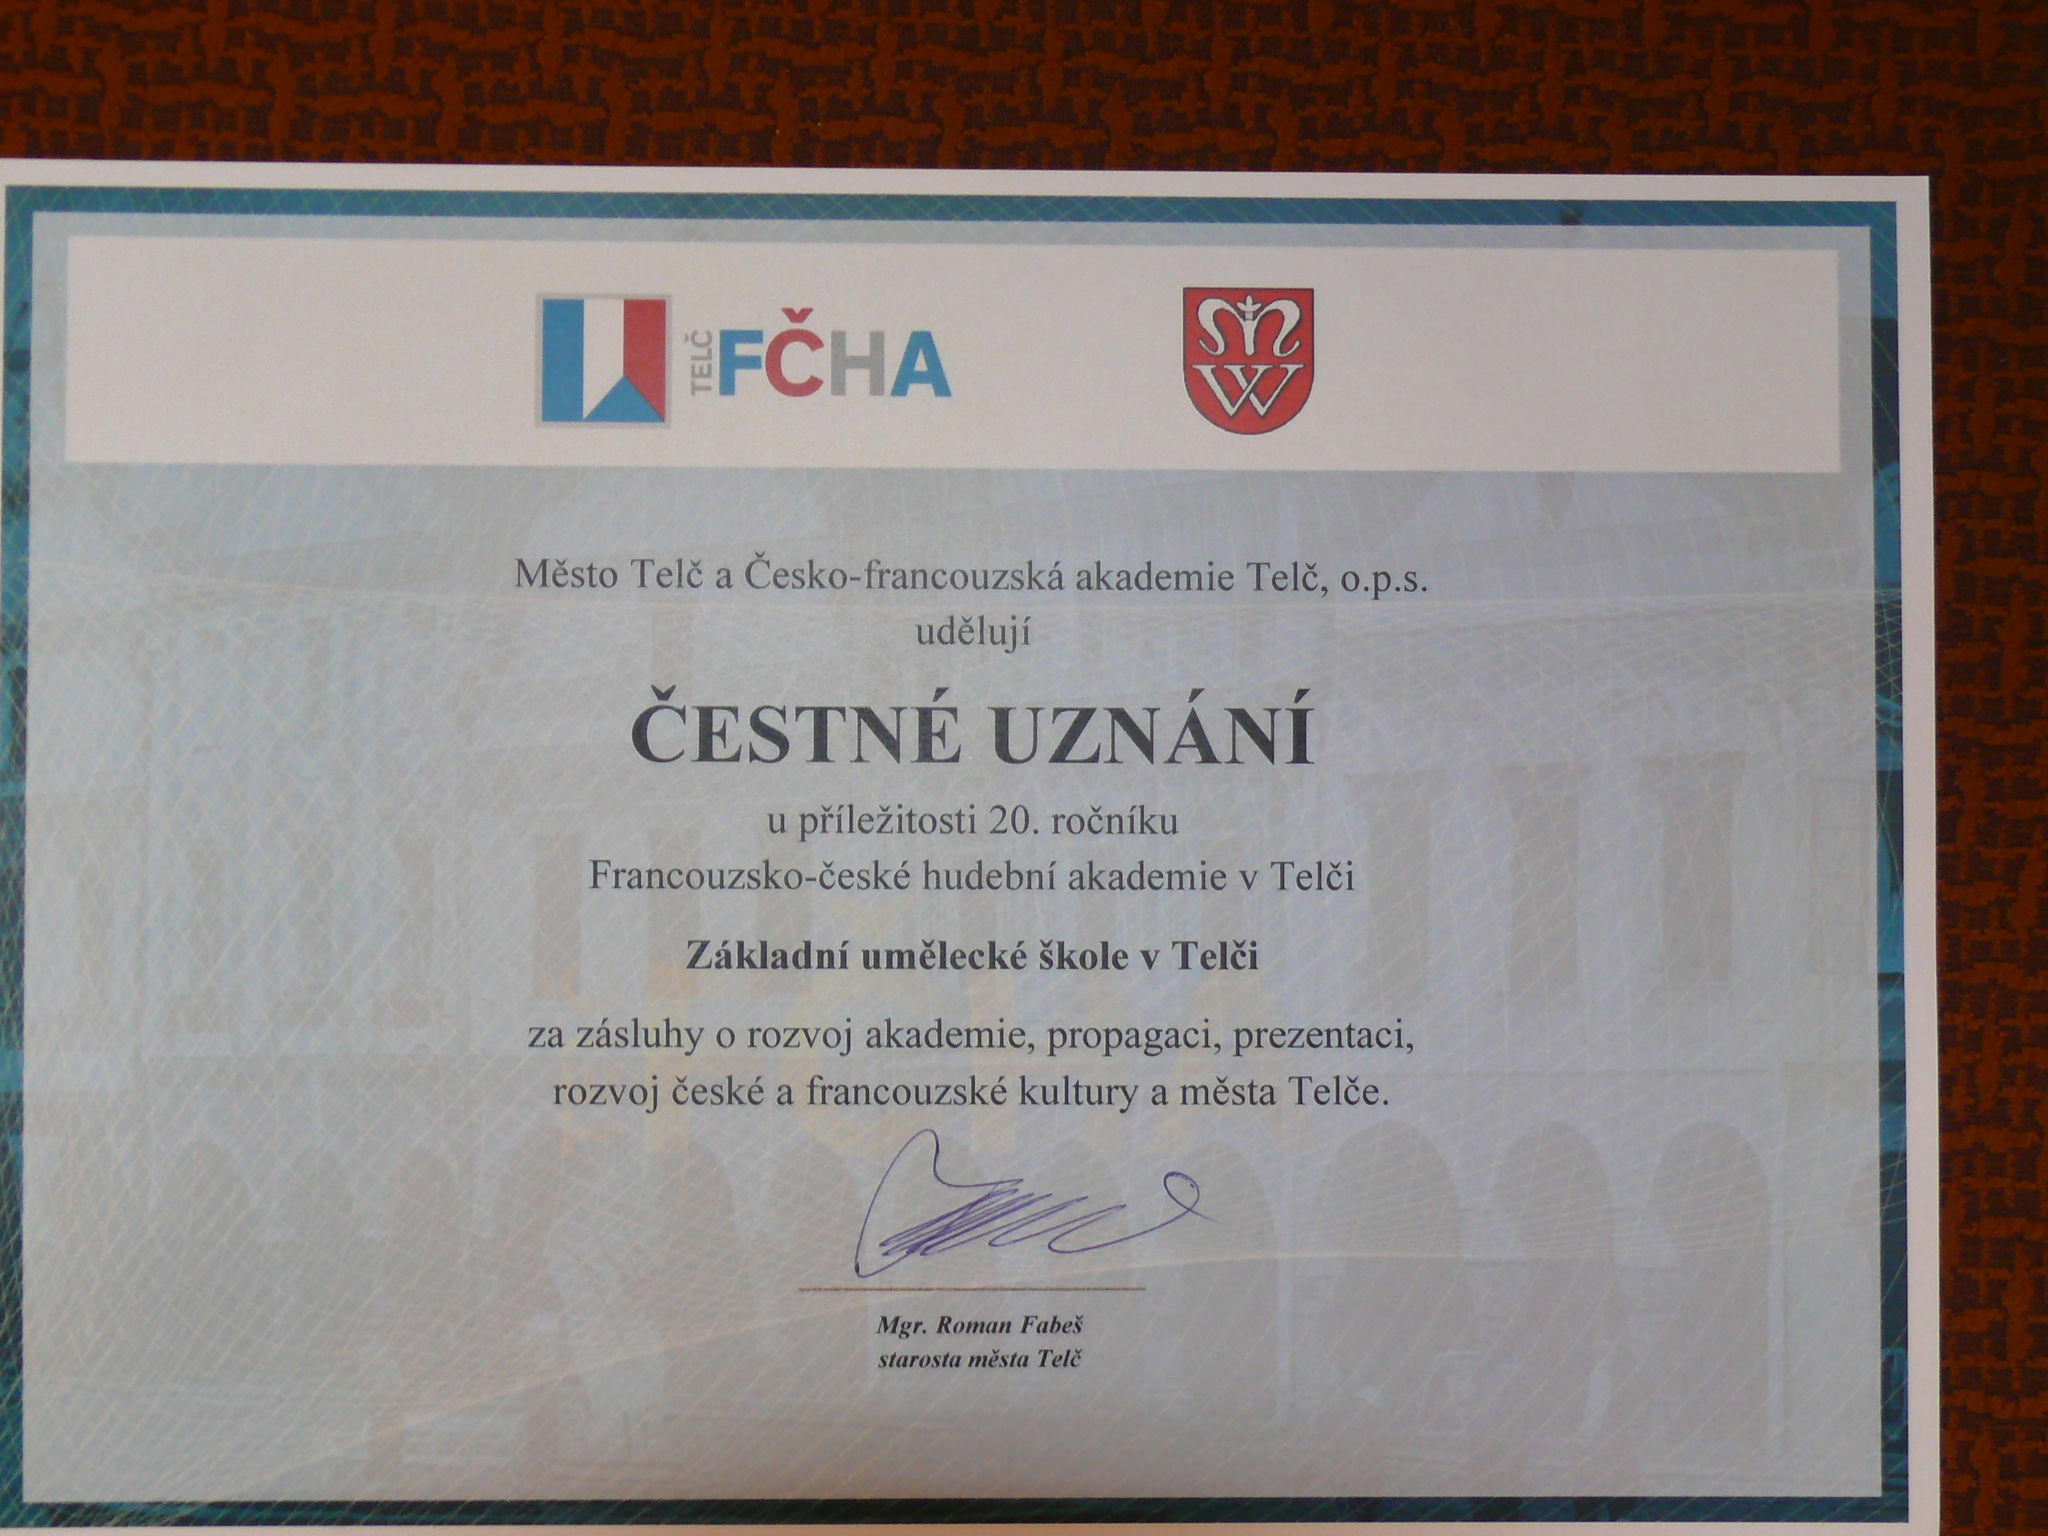 TELČ FČHA
Město Telč a Česko-francouzská akademie Telč, o.p.s.
udělují
ČESTNÉ UZNÁNÍ
u příležitosti 20. ročníku
Francouzsko-české hudební akademie v Telči
Základní umělecké škole v Telči
za zásluhy o rozvoj akademie, propagaci, prezentaci,
rozvoj české a francouzské kultury a města Telče.
Mgr. Roman Fabeš
starosta města Telč